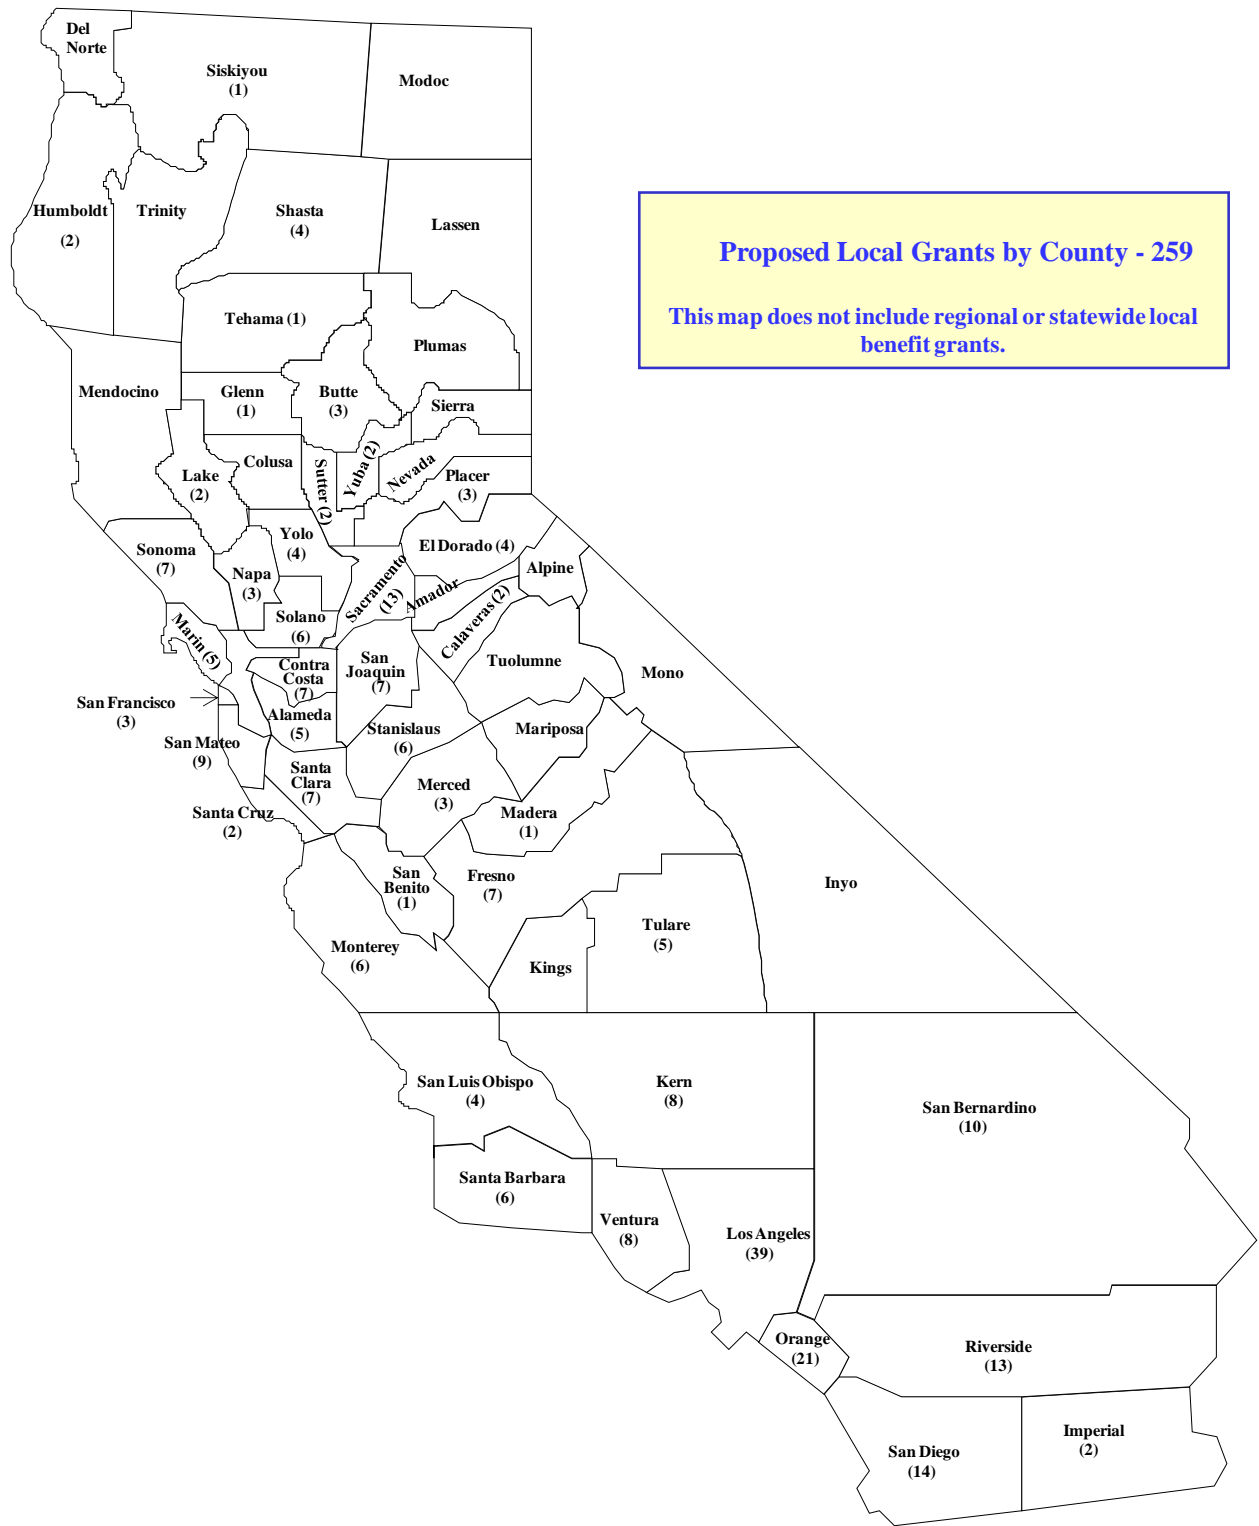 Del
Norte
Siskiyou
(1)
Modoc
Humboldt
(2)
Trinity
Shasta
(4)
Lassen
Proposed Local Grants by County - 259
This map does not include regional or statewide local
benefit grants.
Tehama (1)
Plumas
Mendocino
Glenn
(1)
Butte
(3)
Sierra
Colusa
Lake
(2)
Sutter (2)
Yuba (2)
Nevada
Placer
(3)
Sonoma
(7)
Yolo
(4)
El Dorado (4)
Napa
(3)
Sacramento
(13)
Amador
Alpine
Solano
(6)
Calaveras (2)
Marin (5)
Contra
Costa
(7)
San
Joaquin
(7)
Tuolumne
Mono
San Francisco
(3)
Alameda
(5)
Stanislaus
(6)
Mariposa
San Mateo
(9)
Santa
Clara
(7)
Merced
(3)
Santa Cruz
(2)
Madera
(1)
San
Benito
(1)
Fresno
(7)
Inyo
Tulare
(5)
Monterey
(6)
Kings
San Luis Obispo
(4)
Kern
(8)
San Bernardino
(10)
Santa Barbara
(6)
Ventura
(8)
Los Angeles
(39)
Orange
(21)
Riverside
(13)
San Diego
(14)
Imperial
(2)